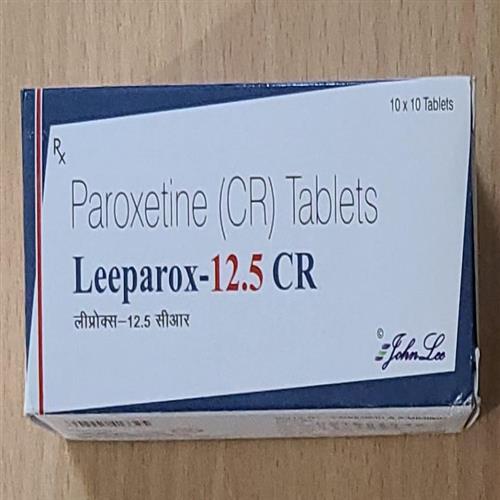 10 x 10 Tablets
Rx
Paroxetine (CR) Tablets
Leeparox-12.5 CR
लीप्रोक्स–12.5 सीआर
©
John Lee